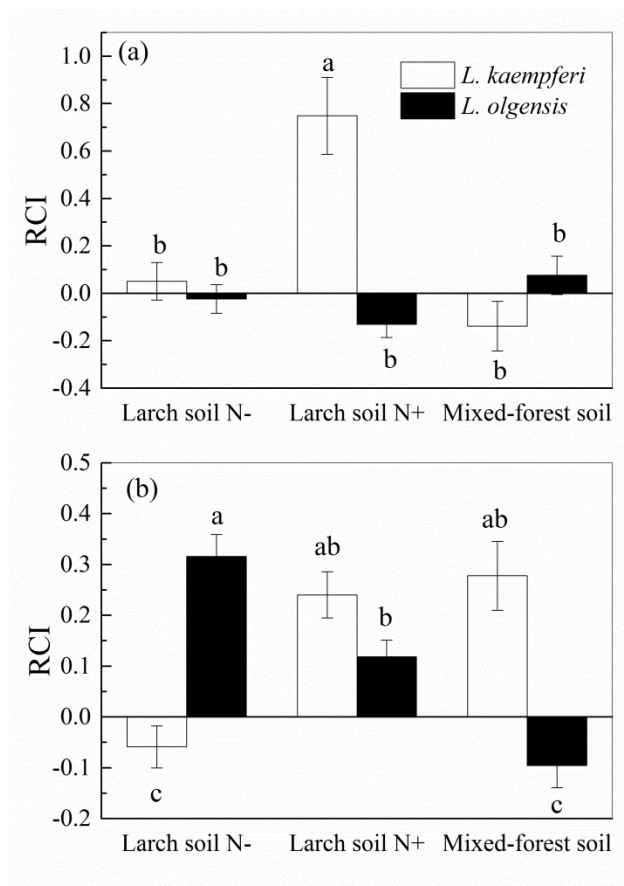 (a)
a
L. kaempferi
L. olgensis
1.0
0.8
0.6
0.4
0.2
0.0
-0.2
-0.4
RCI
b
b
b
b
b
Larch soil N- Larch soil N+ Mixed-forest soil
(b)
0.5
0.4
0.3
0.2
0.1
0.0
-0.1
-0.2
RCI
a
ab
ab
b
c
c
Larch soil N- Larch soil N+ Mixed-forest soil